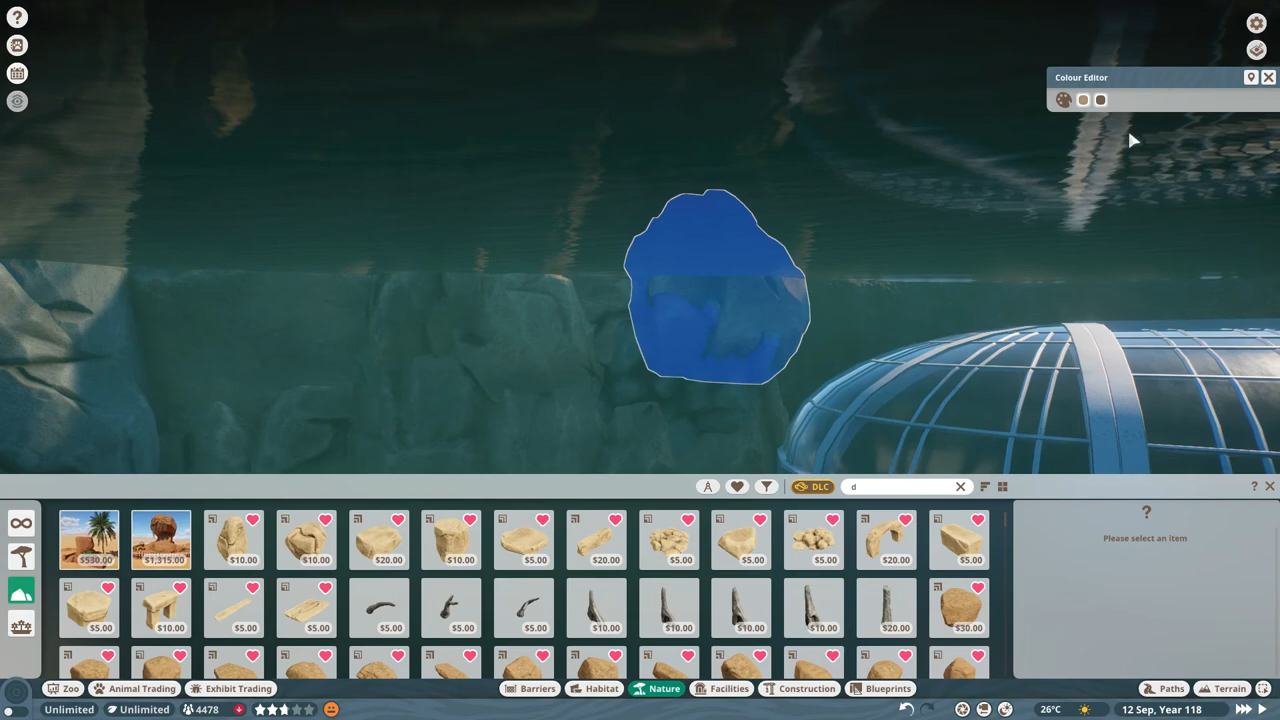 Colour Editor
DLC
d
Please select an item
$530.00 $1,315.00 $10.00 $10.00 $20.00 $10.00 $5.00 $20.00 $5.00 $5.00 $5.00 $20.00 $5.00
$5.00 $10.00 $5.00 $5.00 $5.00 $5.00 $5.00 $10.00 $10.00 $10.00 $10.00 $20.00 $30.00
Zoo Animal Trading Exhibit Trading Barriers Habitat Nature Facilities Construction Blueprints Paths Terrain
Unlimited Unlimited 4478 26°C 12 Sep, Year 118